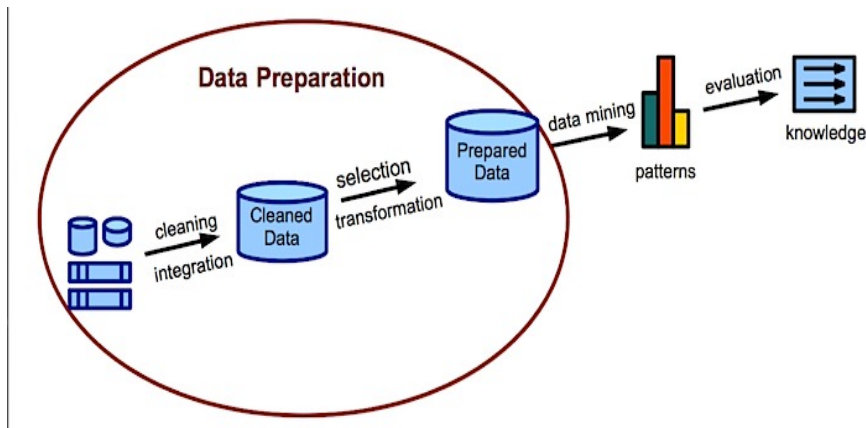 Data Preparation
cleaning
integration
Cleaned
Data
selection
transformation
Prepared
Data
data mining
patterns
evaluation
knowledge